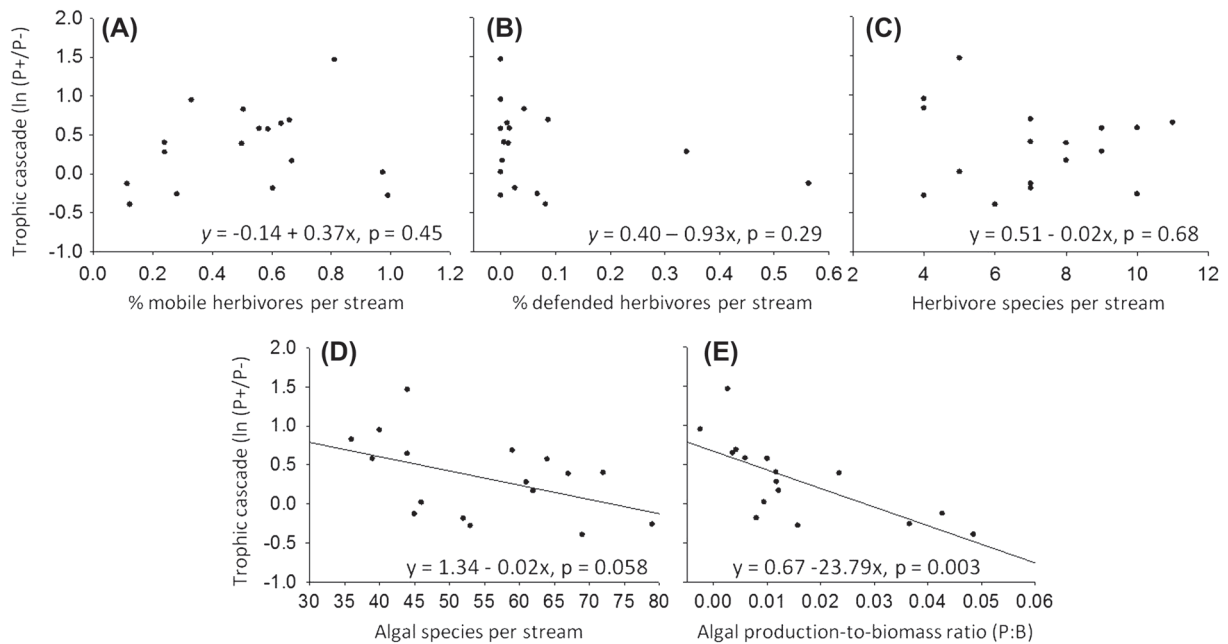 (A)
(B)
(C)
Trophic cascade (ln (P+/P-)
2.0
1.5
1.0
0.5
0.0
-0.5
-1.0
y = -0.14 + 0.37x, p = 0.45
y = 0.40 – 0.93x, p = 0.29
y = 0.51 - 0.02x, p = 0.68
0.0 0.2 0.4 0.6 0.8 1.0 1.2
0.0 0.1 0.2 0.3 0.4 0.5 0.6
2 4 6 8 10 12
% mobile herbivores per stream
% defended herbivores per stream
Herbivore species per stream
(D)
(E)
Trophic cascade (ln (P+/P-)
2.0
1.5
1.0
0.5
0.0
-0.5
-1.0
y = 1.34 - 0.02x, p = 0.058
y = 0.67 -23.79x, p = 0.003
30 35 40 45 50 55 60 65 70 75 80
0.00 0.01 0.02 0.03 0.04 0.05 0.06
Algal species per stream
Algal production-to-biomass ratio (P:B)